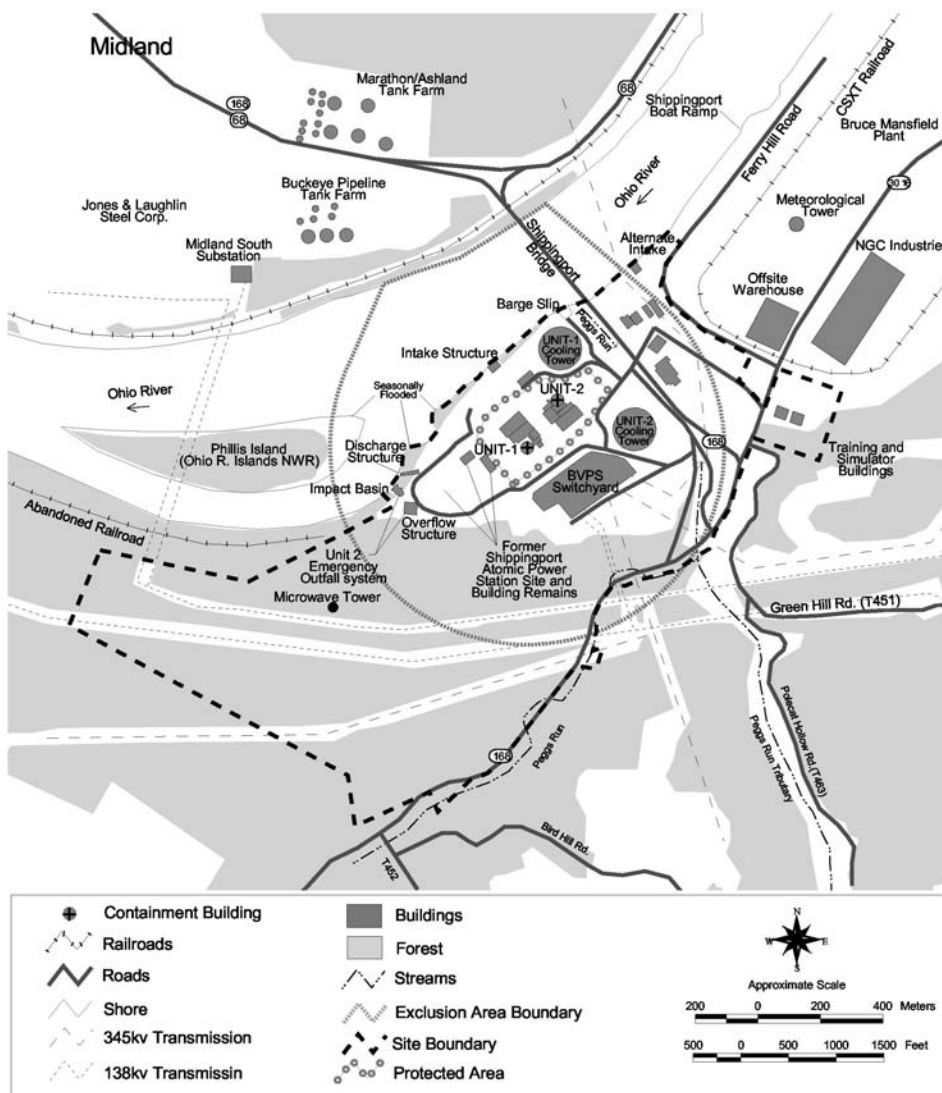 Midland
Marathon/Ashland
Tank Farm
168
68
68
Shippingport
Boat Ramp
Ferry Hill Road
CSXT Railroad
Bruce Mansfield
Plant
Jones & Laughlin
Steel Corp.
Buckeye Pipeline
Tank Farm
Midland South
Substation
Ohio River
Shippingport
Bridge
Alternate
Intake
Meteorological
Tower
NGC Industrie
Offsite
Warehouse
Barge Slip
Peggs Run
UNIT-1
Cooling
Tower
Intake Structure
UNIT-2
Ohio River
Seasonally
Flooded
Phillis Island
(Ohio R. Islands NWR)
Discharge
Structure
UNIT-1
UNIT-2
Cooling
Tower
168
Training and
Simulator
Buildings
BVPS
Switchyard
Impact Basin
Abandoned Railroad
Overflow
Structure
Unit 2
Emergency
Outfall system
Former
Shippingport
Atomic Power
Station Site and
Building Remains
Microwave Tower
Green Hill Rd. (T451)
168
Peggs Run
Polecat Hollow Rd.(T463)
Peggs Run Tributary
Bird Hill Rd.
T452
Containment Building
Railroads
Roads
Shore
345kv Transmission
138kv Transmissin
Buildings
Forest
Streams
Exclusion Area Boundary
Site Boundary
Protected Area
N
W
E
S
Approximate Scale
200 0 200 400 Meters
500 0 500 1000 1500 Feet